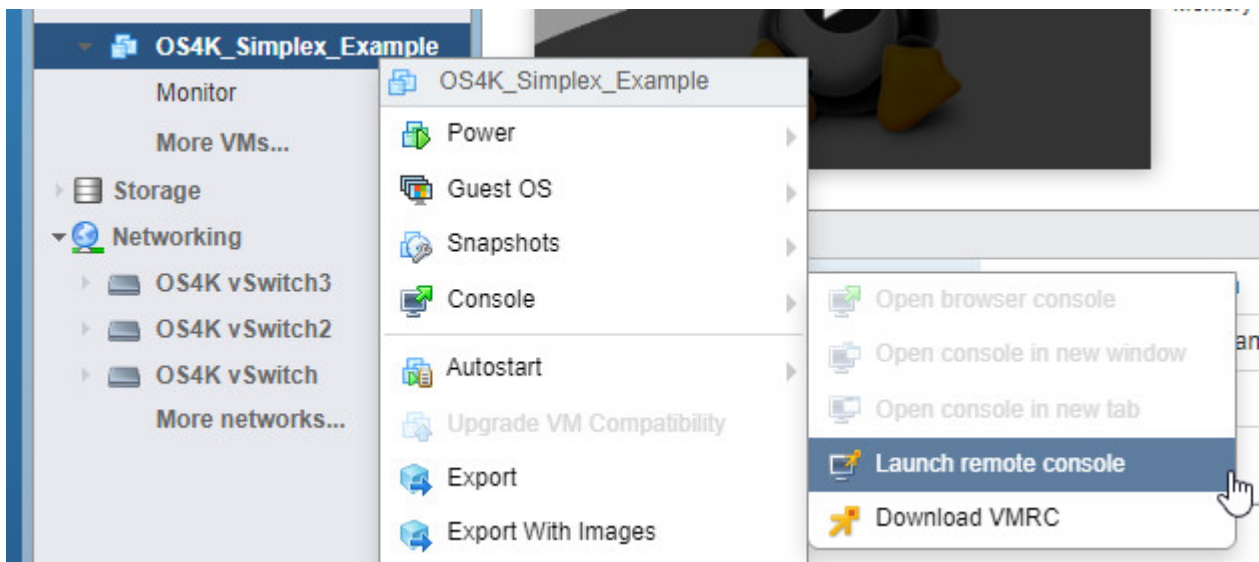 OS4K_Simplex_Example
Monitor
More VMs...
Storage
Networking
OS4K vSwitch3
OS4K vSwitch2
OS4K vSwitch
More networks...
OS4K_Simplex_Example
Power
Guest OS
Snapshots
Console
Autostart
Upgrade VM Compatibility
Export
Export With Images
Open browser console
Open console in new window
Open console in new tab
Launch remote console
Download VMRC